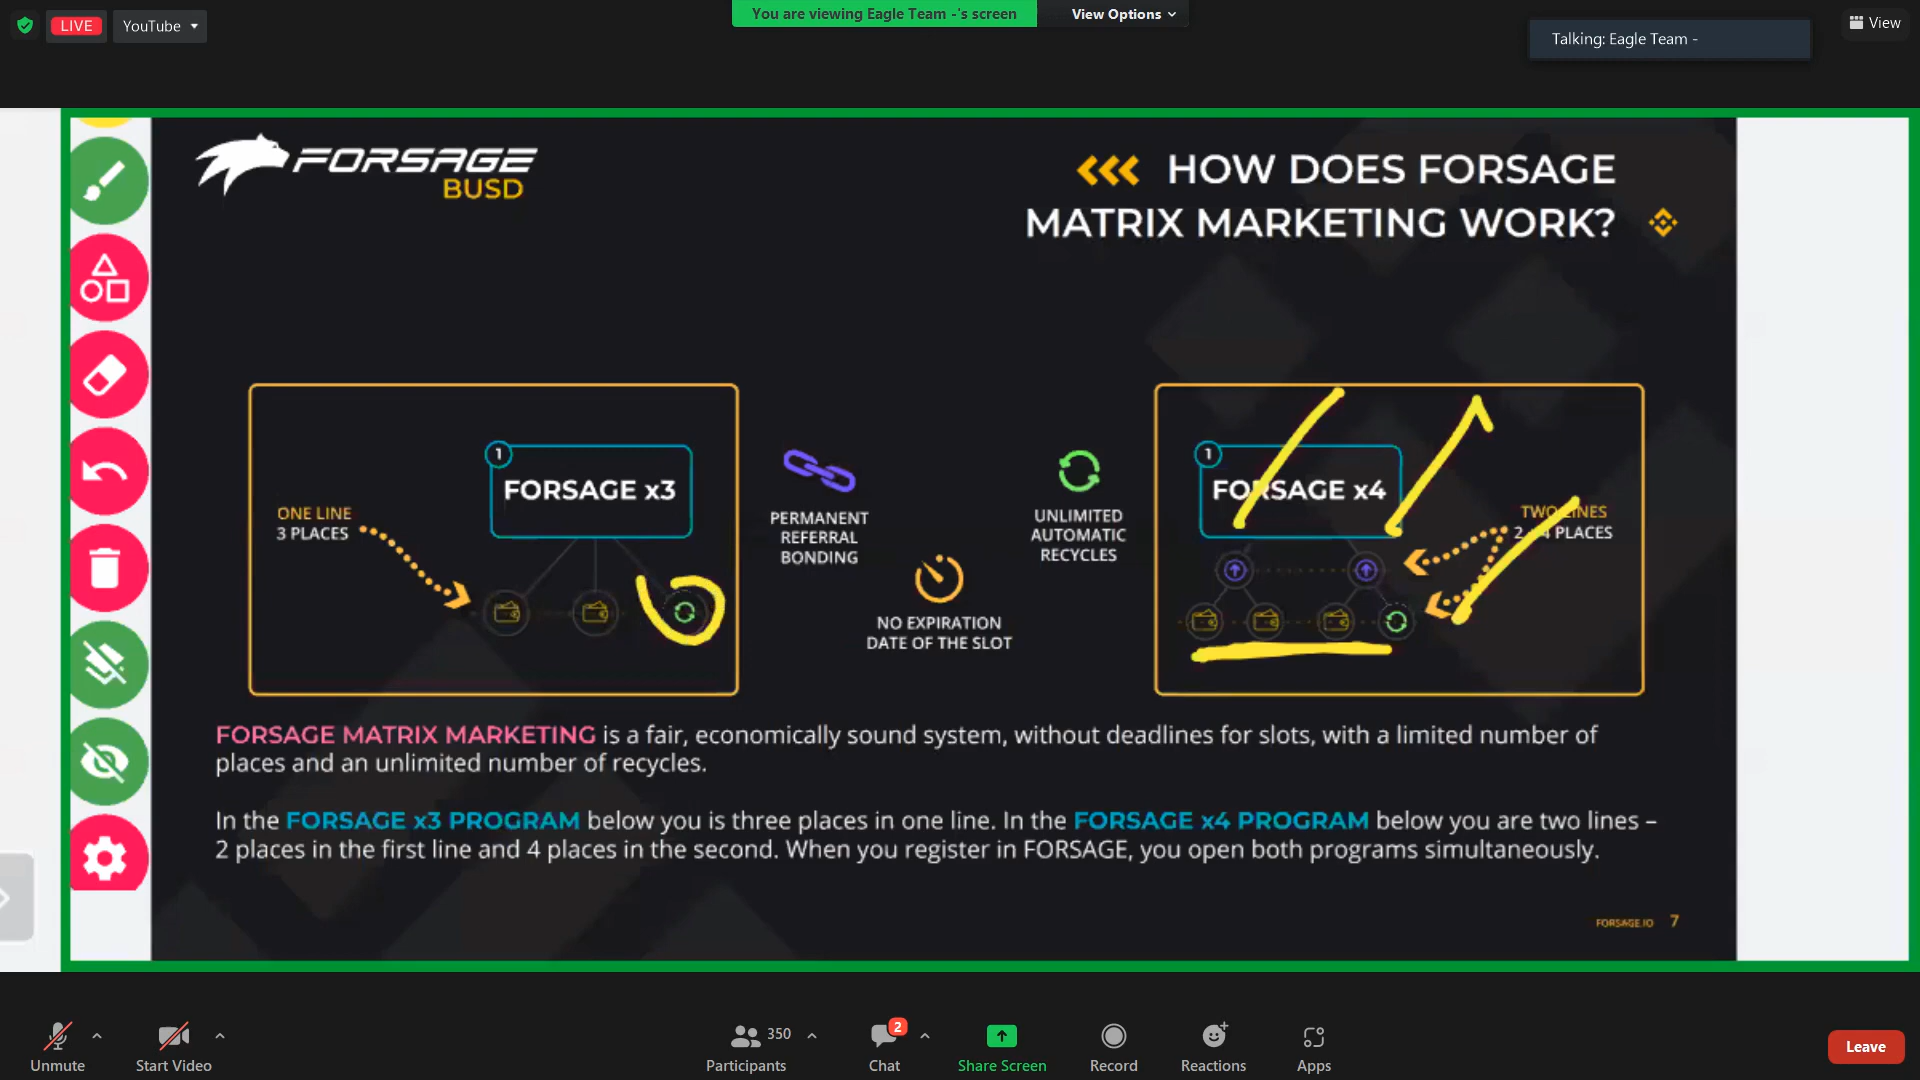 LIVE
YouTube
You are viewing Eagle Team -'s screen
View Options
Talking: Eagle Team -
View
FORSAGE
BUSD
HOW DOES FORSAGE
MATRIX MARKETING WORK?
1
FORSAGE x3
ONE LINE
3 PLACES
PERMANENT
REFERRAL
BONDING
NO EXPIRATION
DATE OF THE SLOT
UNLIMITED
AUTOMATIC
RECYCLES
1
FORSAGE x4
TWO LINES
2 4 PLACES
FORSAGE MATRIX MARKETING is a fair, economically sound system, without deadlines for slots, with a limited number of
places and an unlimited number of recycles.
In the FORSAGE x3 PROGRAM below you is three places in one line. In the FORSAGE x4 PROGRAM below you are two lines –
2 places in the first line and 4 places in the second. When you register in FORSAGE, you open both programs simultaneously.
FORSAGE.IO 7
Unmute
Start Video
350
Participants
2
Chat
Share Screen
Record
Reactions
Apps
Leave